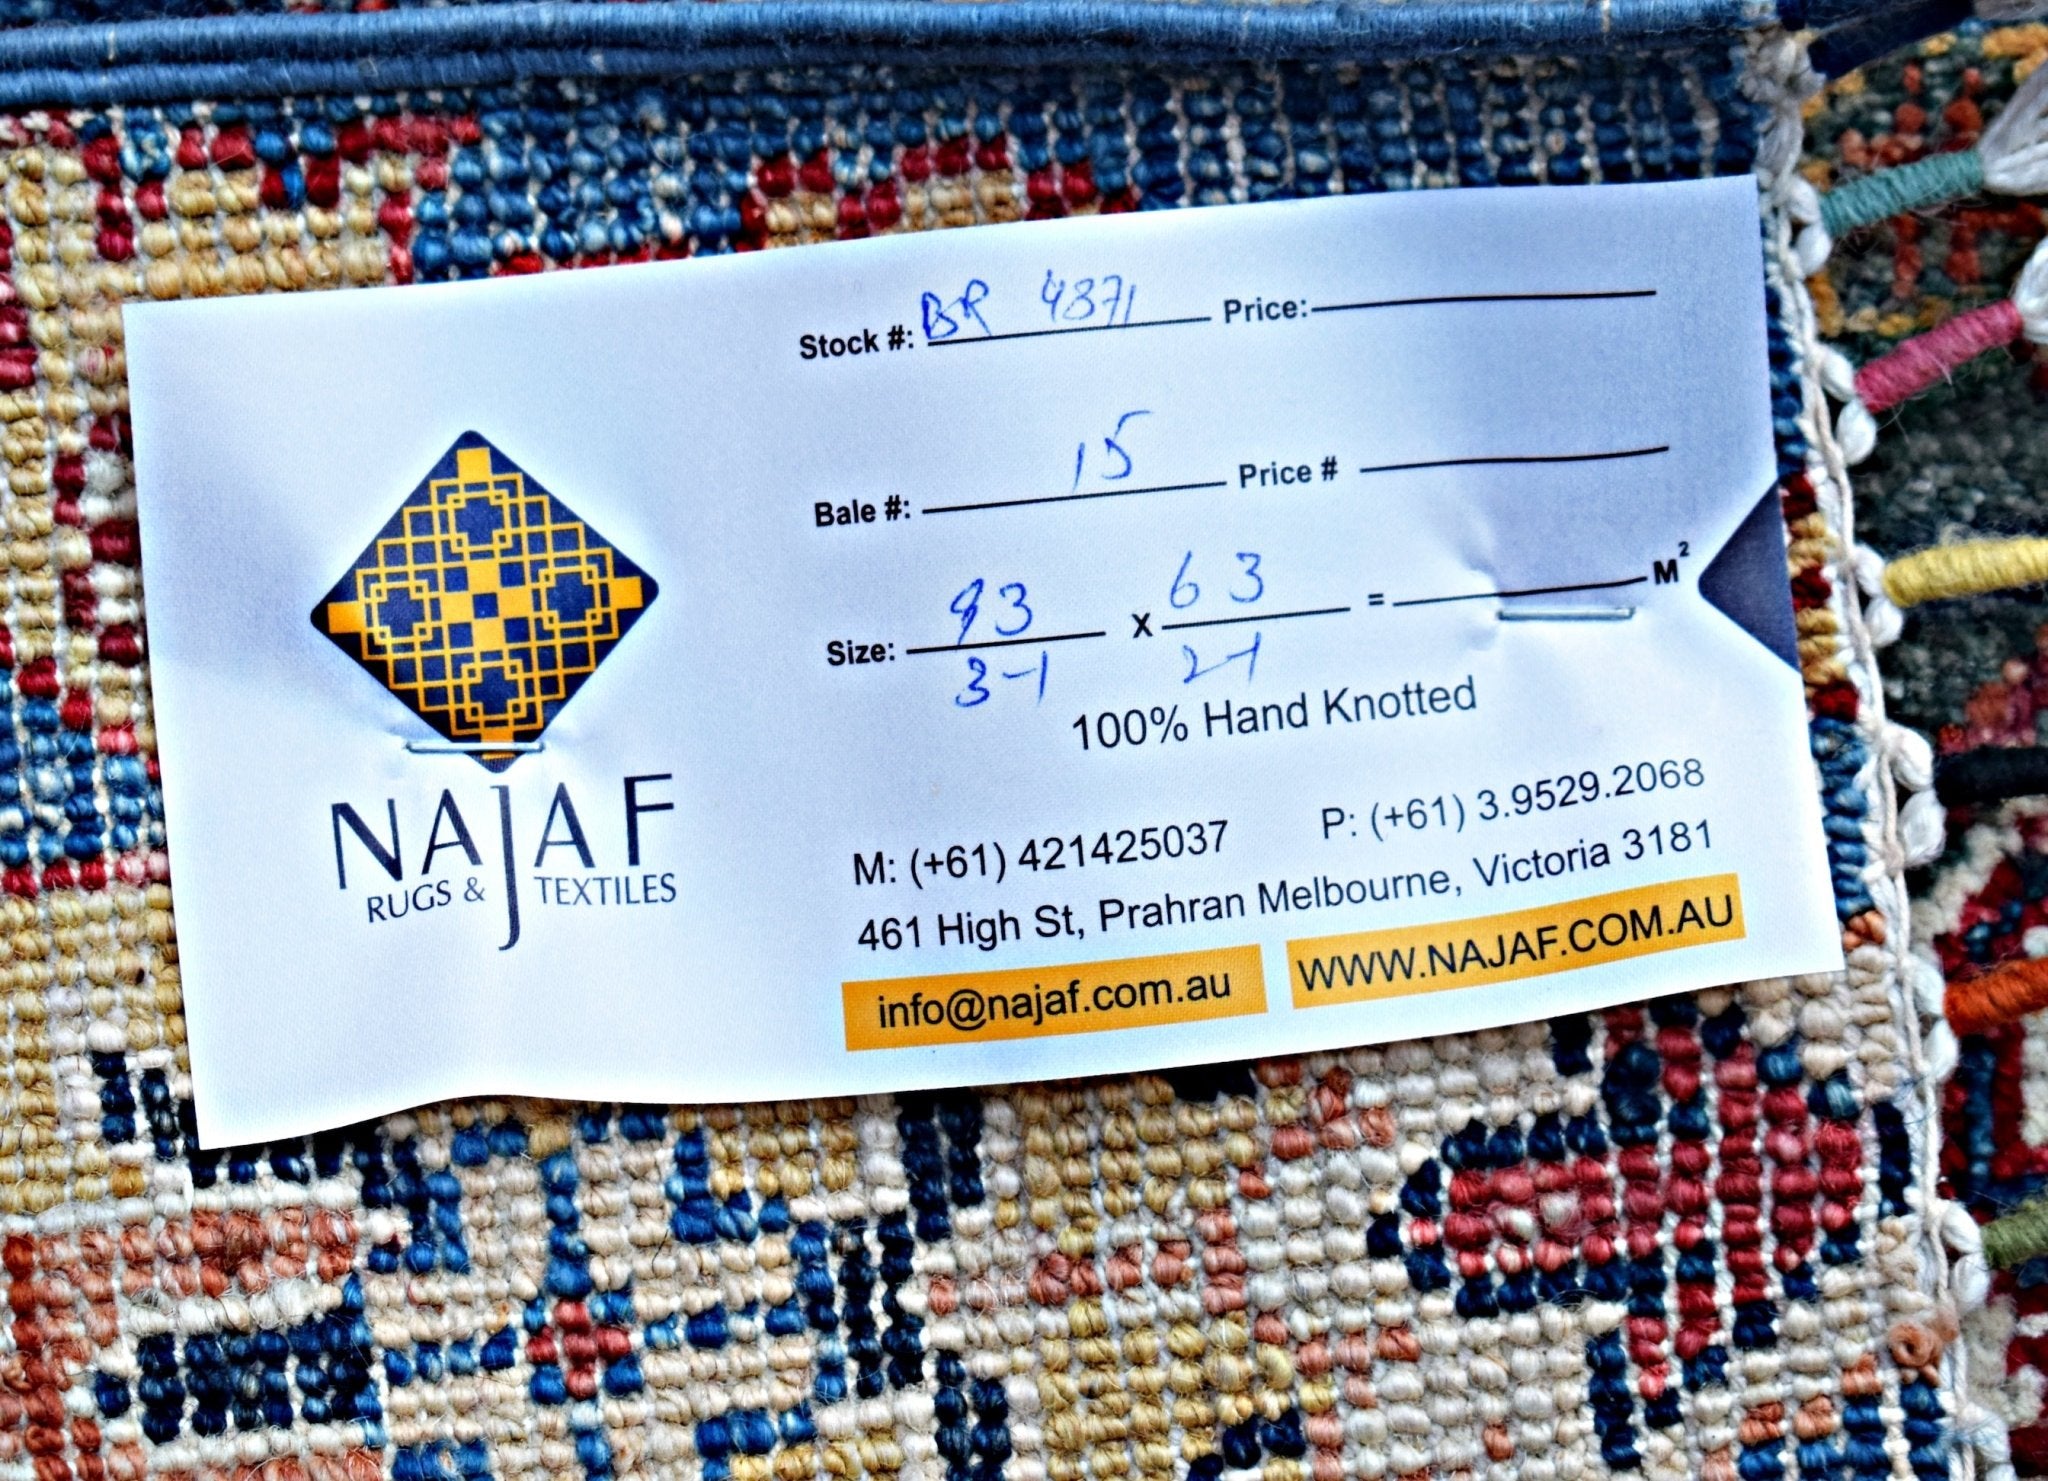 Stock #: BR 4371 Price:
Bale #: 15 Price #
Size: 93 x 63 = M²
3-1 2-1
100% Hand Knotted
NAJAF
RUGS & TEXTILES
M: (+61) 421425037 P: (+61) 3.9529.2068
461 High St, Prahran Melbourne, Victoria 3181
info@najaf.com.au WWW.NAJAF.COM.AU